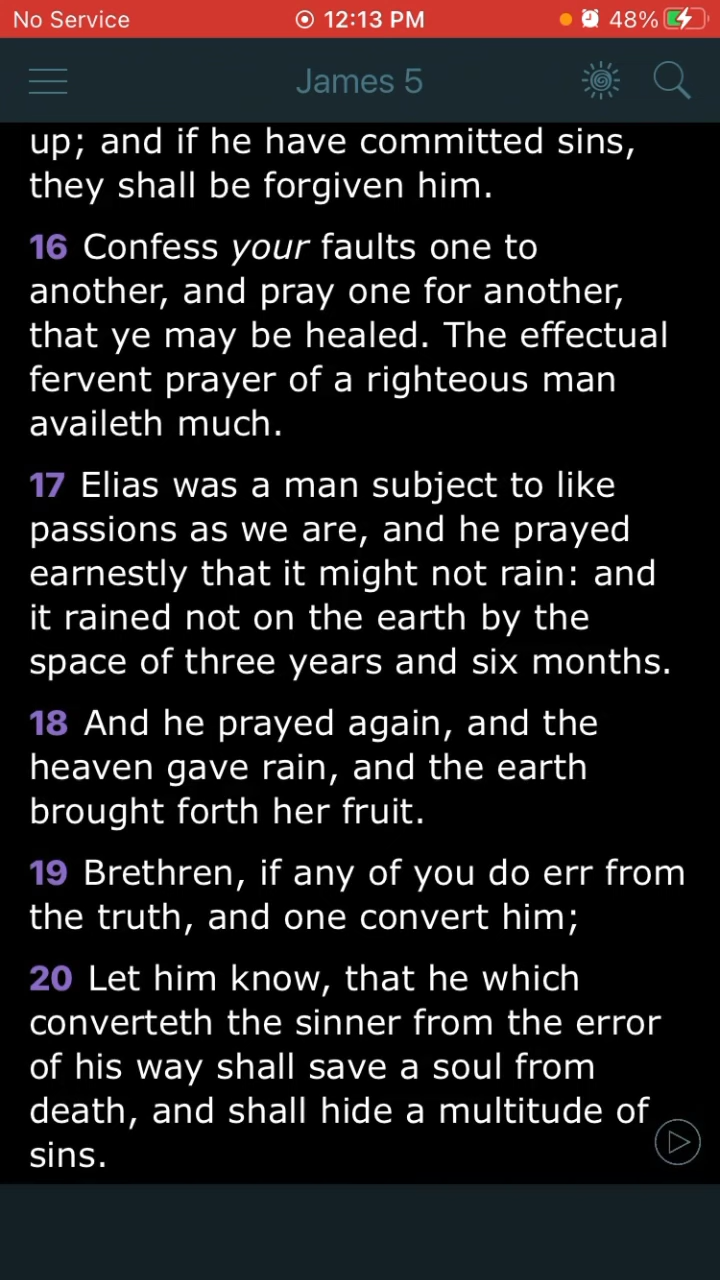 No Service 12:13 PM 48%
James 5
up; and if he have committed sins,
they shall be forgiven him.
16 Confess your faults one to
another, and pray one for another,
that ye may be healed. The effectual
fervent prayer of a righteous man
availeth much.
17 Elias was a man subject to like
passions as we are, and he prayed
earnestly that it might not rain: and
it rained not on the earth by the
space of three years and six months.
18 And he prayed again, and the
heaven gave rain, and the earth
brought forth her fruit.
19 Brethren, if any of you do err from
the truth, and one convert him;
20 Let him know, that he which
converteth the sinner from the error
of his way shall save a soul from
death, and shall hide a multitude of
sins.